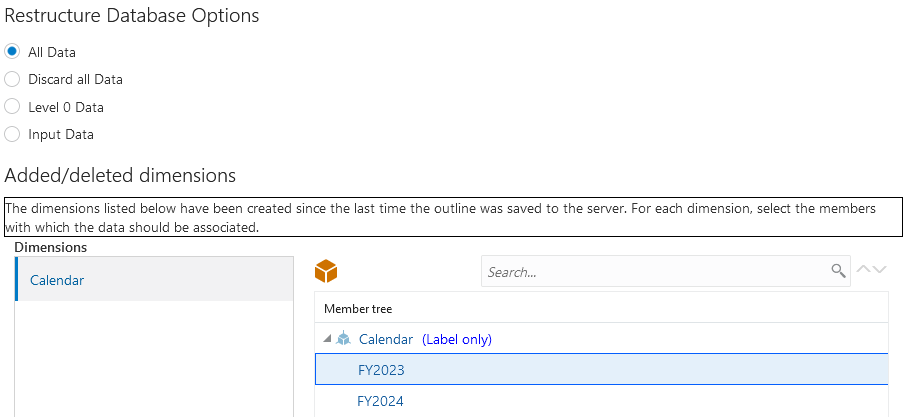 Restructure Database Options
All Data
Discard all Data
Level 0 Data
Input Data
Added/deleted dimensions
The dimensions listed below have been created since the last time the outline was saved to the server. For each dimension, select the members
with which the data should be associated.
Dimensions
Calendar
Search...
Member tree
Calendar (Label only)
FY2023
FY2024